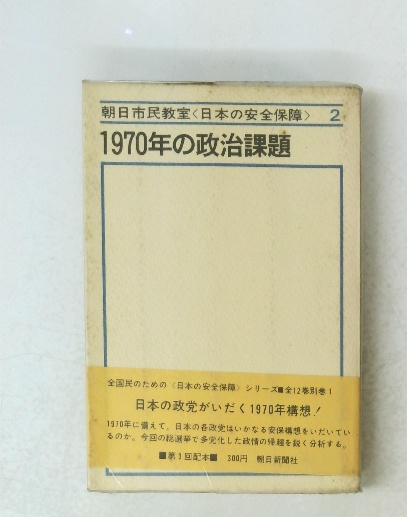 朝日市民教室〈日本の安全保障〉 2
1970年の政治課題
全国民のための〈日本の安全保障〉シリーズ■全12巻別巻1
日本の政党がいだく1970年構想!
1970年に備えて、日本の各政党はいかなる安保構想をいだいてい
るのか。今回の総選挙で多党化した政情の帰趨を鋭く分析する。
■第1回配本■ 300円 朝日新聞社